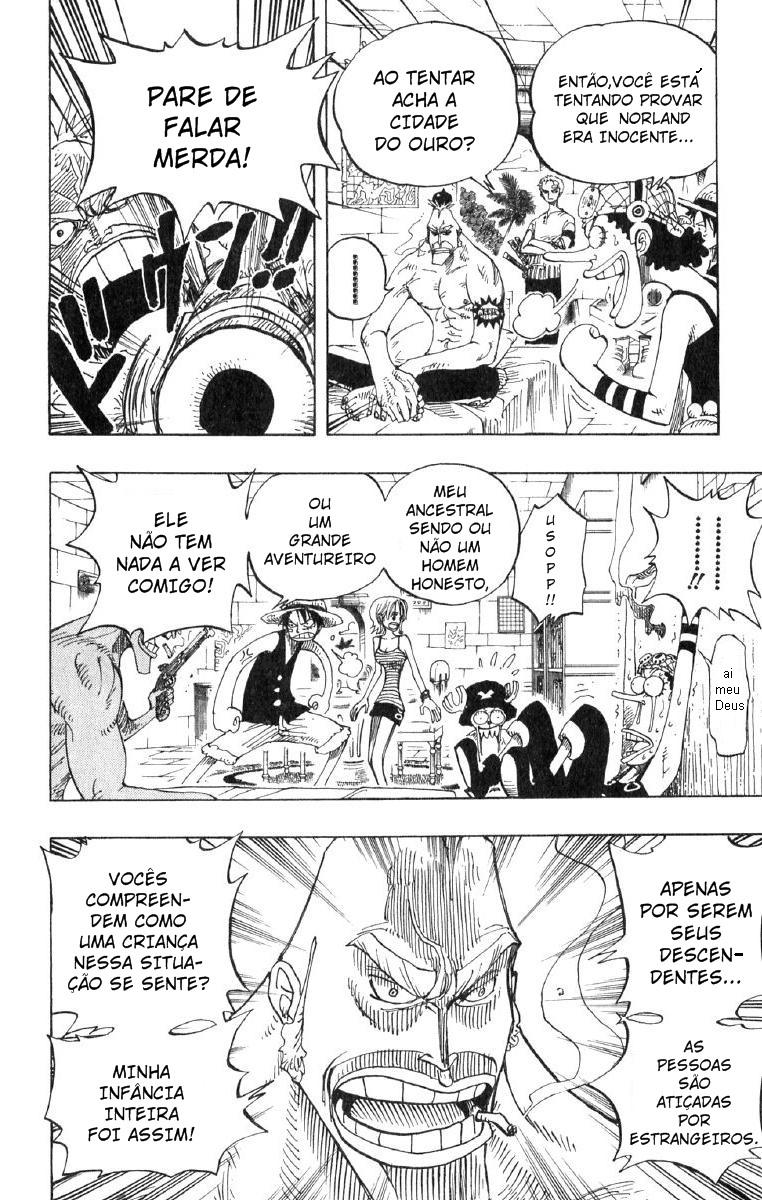 ENTÃO,VOCÊ ESTÁ
TENTANDO PROVAR
QUE NORLAND
ERA INOCENTE...
AO TENTAR
ACHA A
CIDADE
DO OURO?
PARE DE
FALAR
MERDA!
ドゥン!!
..........!!
ai
meu
Deus
U
S
O
P
P
!!
MEU
ANCESTRAL
SENDO OU
NÃO UM
HOMEM
HONESTO,
OU
UM
GRANDE
AVENTUREIRO
ELE
NÃO TEM
NADA A VER
COMIGO!
APENAS
POR SEREM
SEUS
DESCEN-
DENTES...
AS
PESSOAS
SÃO
ATIÇADAS
POR
ESTRANGEIROS.
VOCÊS
COMPREEN-
DEM COMO
UMA CRIANÇA
NESSA SITUA-
ÇÃO SE SENTE?
MINHA
INFÂNCIA
INTEIRA
FOI ASSIM!